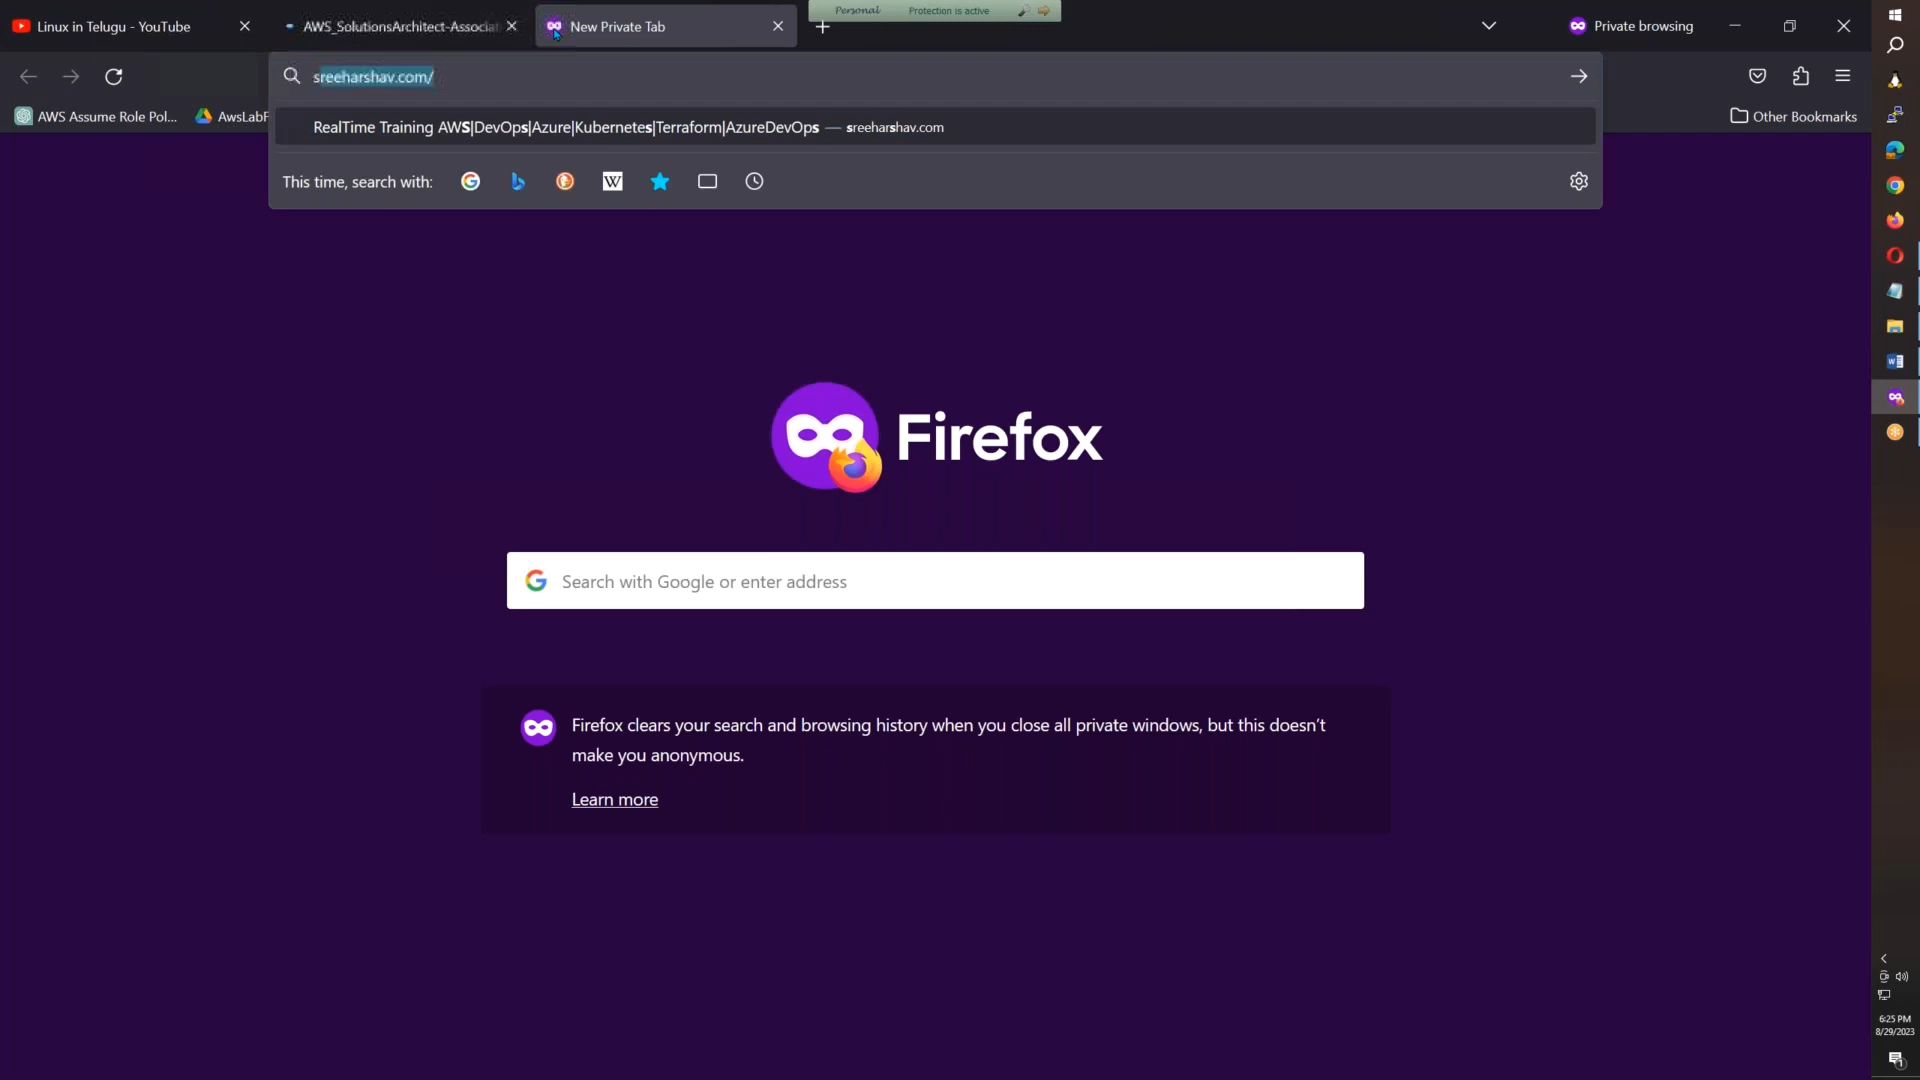 Linux in Telugu - YouTube
AWS_SolutionsArchitect-Associat
New Private Tab
Personal
Protection is active
Private browsing
sreeharshav.com/
AWS Assume Role Pol...
AwsLabF
Other Bookmarks
RealTime Training AWS|DevOps|Azure|Kubernetes|Terraform|AzureDevOps — sreeharshav.com
This time, search with:
Firefox
Search with Google or enter address
Firefox clears your search and browsing history when you close all private windows, but this doesn't
make you anonymous.
Learn more
6:25 PM
8/29/2023